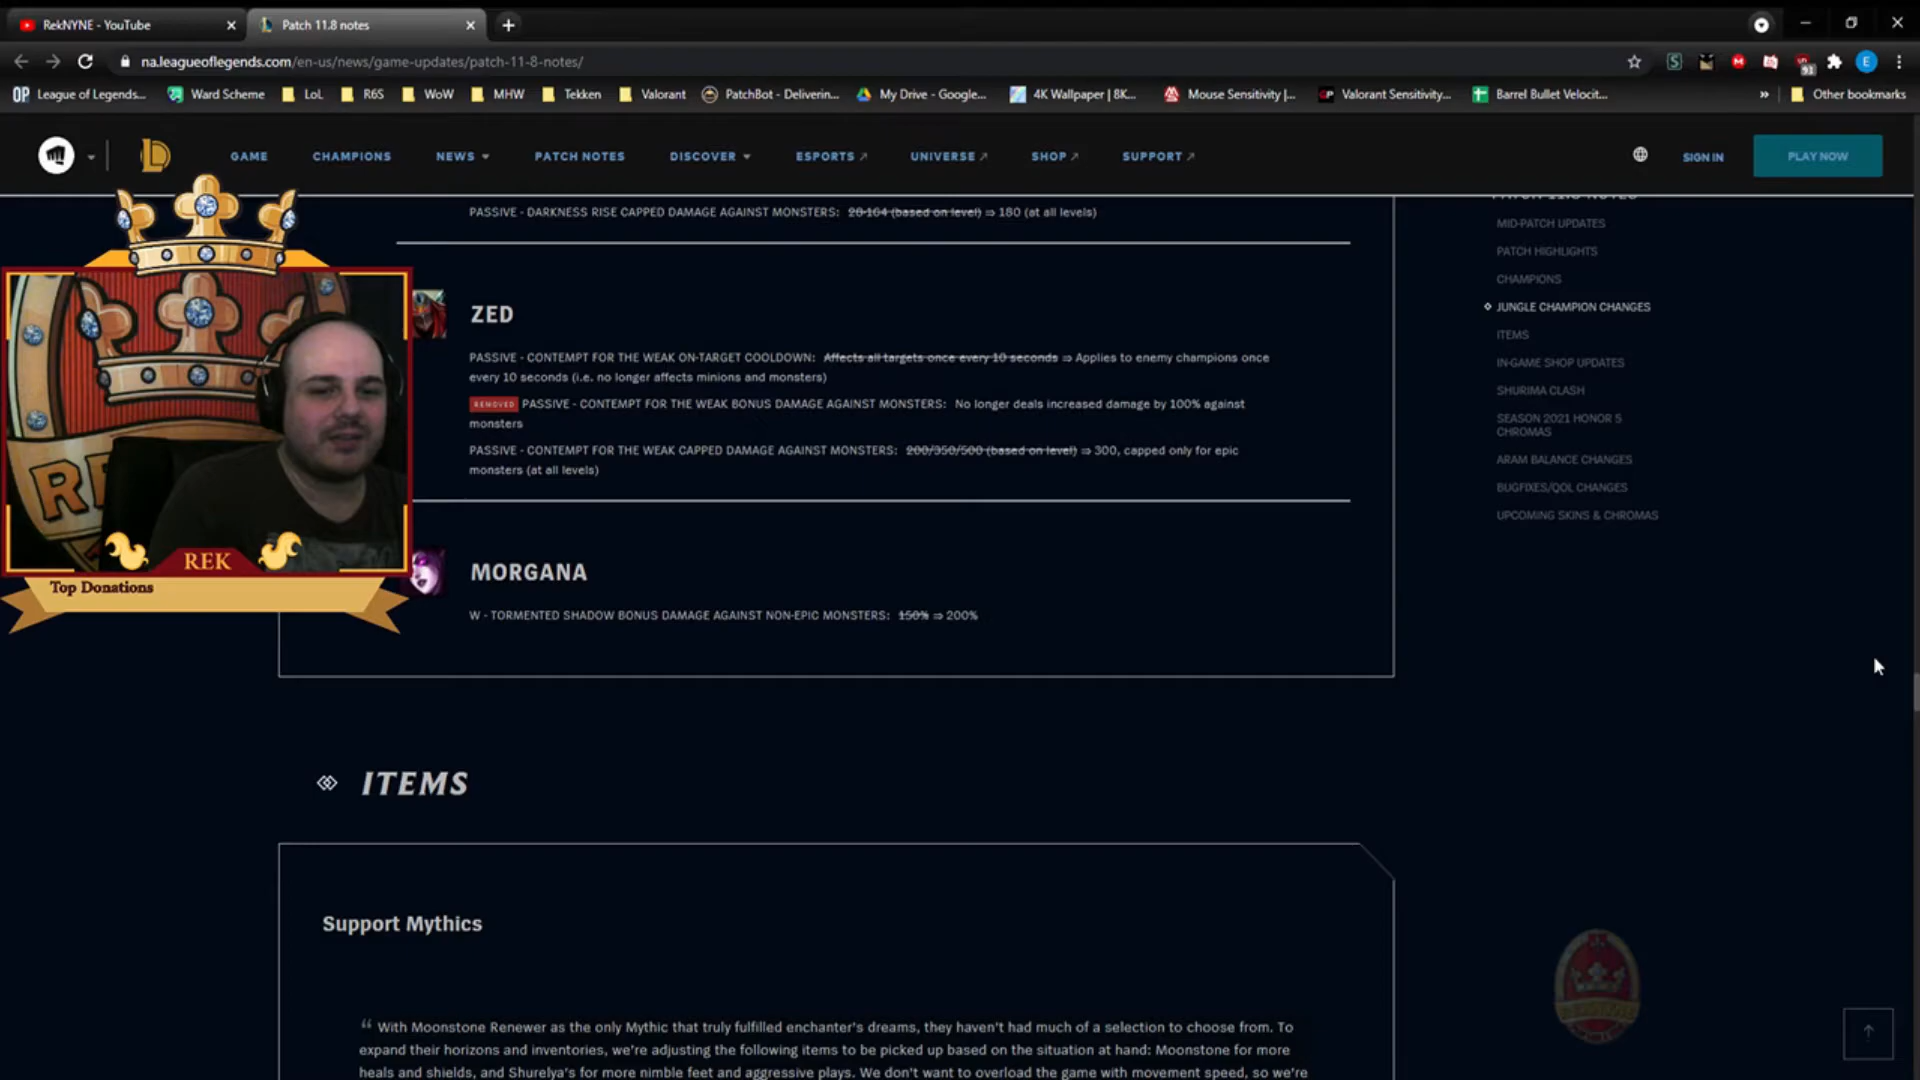 RekNYNE - YouTube
Patch 11.8 notes
na.leagueoflegends.com/en-us/news/game-updates/patch-11-8-notes/
91
E
League of Legends...
Ward Scheme
LoL
R6S
WoW
MHW
Tekken
Valorant
PatchBot - Deliverin...
My Drive - Google...
4K Wallpaper | 8K...
Mouse Sensitivity |...
Valorant Sensitivity...
Barrel Bullet Velocit...
»
Other bookmarks
GAME
CHAMPIONS
NEWS
PATCH NOTES
DISCOVER
ESPORTS
UNIVERSE
SHOP
SUPPORT
SIGN IN
PLAY NOW
PASSIVE - DARKNESS RISE CAPPED DAMAGE AGAINST MONSTERS: 28-164 (based on level) ⇒ 180 (at all levels)
ZED
PASSIVE - CONTEMPT FOR THE WEAK ON-TARGET COOLDOWN: Affects all targets once every 10 seconds ⇒ Applies to enemy champions once
every 10 seconds (i.e. no longer affects minions and monsters)
REMOVED PASSIVE - CONTEMPT FOR THE WEAK BONUS DAMAGE AGAINST MONSTERS: No longer deals increased damage by 100% against
monsters
PASSIVE - CONTEMPT FOR THE WEAK CAPPED DAMAGE AGAINST MONSTERS: 200/350/500 (based on level) ⇒ 300, capped only for epic
monsters (at all levels)
MORGANA
W - TORMENTED SHADOW BONUS DAMAGE AGAINST NON-EPIC MONSTERS: 150% ⇒ 200%
REK
Top Donations
ITEMS
Support Mythics
“ With Moonstone Renewer as the only Mythic that truly fulfilled enchanter's dreams, they haven't had much of a selection to choose from. To
expand their horizons and inventories, we're adjusting the following items to be picked up based on the situation at hand: Moonstone for more
heals and shields, and Shurelya's for more nimble feet and aggressive plays. We don't want to overload the game with movement speed, so we're
PATCH 11.8 NOTES
MID-PATCH UPDATES
PATCH HIGHLIGHTS
CHAMPIONS
JUNGLE CHAMPION CHANGES
ITEMS
IN-GAME SHOP UPDATES
SHURIMA CLASH
SEASON 2021 HONOR 5
CHROMAS
ARAM BALANCE CHANGES
BUGFIXES/QOL CHANGES
UPCOMING SKINS & CHROMAS